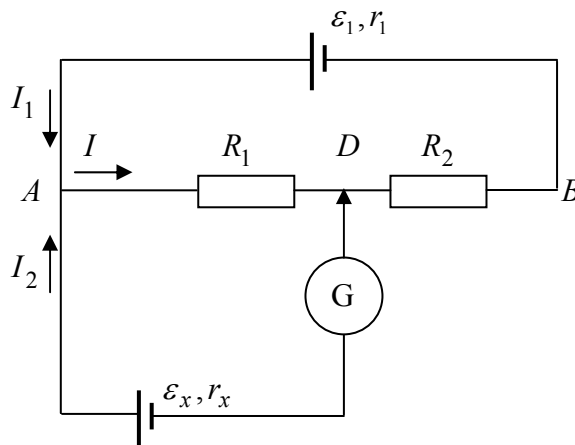 ε₁, r₁
I₁
I R₁ D R₂
A B
I₂
G
εₓ, rₓ